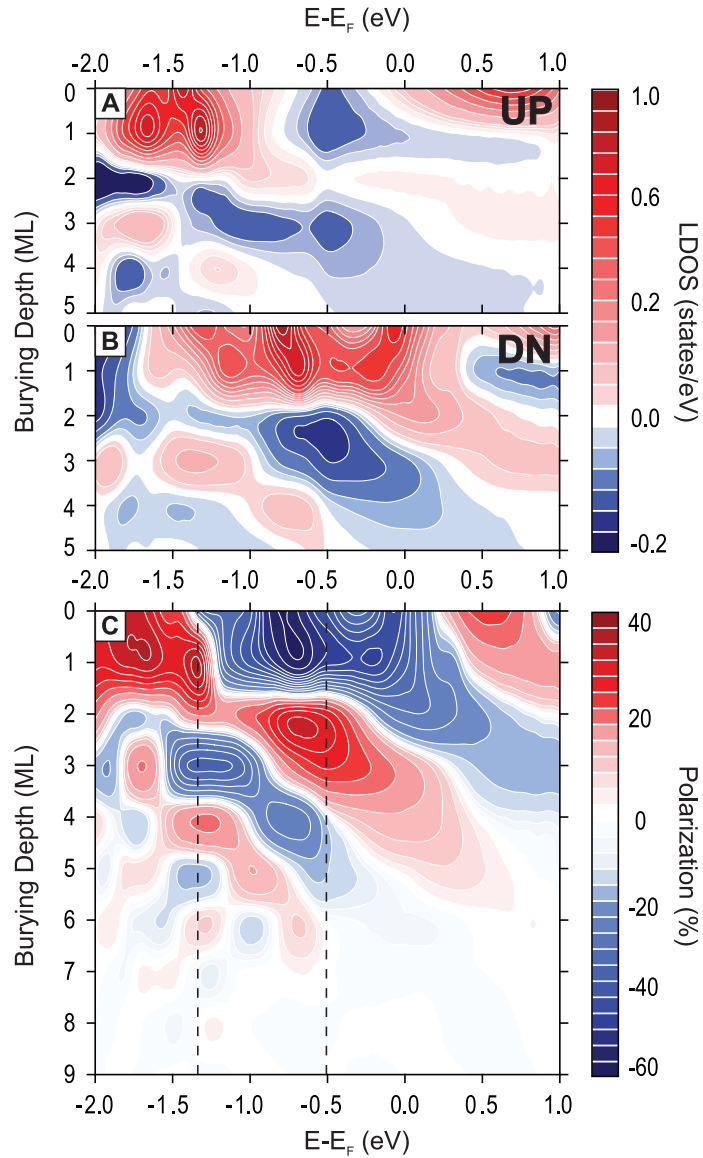 E-E_F (eV)
-2.0 -1.5 -1.0 -0.5 0.0 0.5 1.0
A
UP
0
1
2
3
4
5
B
DN
0
1
2
3
4
5
Burying Depth (ML)
1.0
0.6
0.2
0.0
-0.2
LDOS (states/eV)
-2.0 -1.5 -1.0 -0.5 0.0 0.5 1.0
C
0
1
2
3
4
5
6
7
8
9
Burying Depth (ML)
40
20
0
-20
-40
-60
Polarization (%)
-2.0 -1.5 -1.0 -0.5 0.0 0.5 1.0
E-E_F (eV)